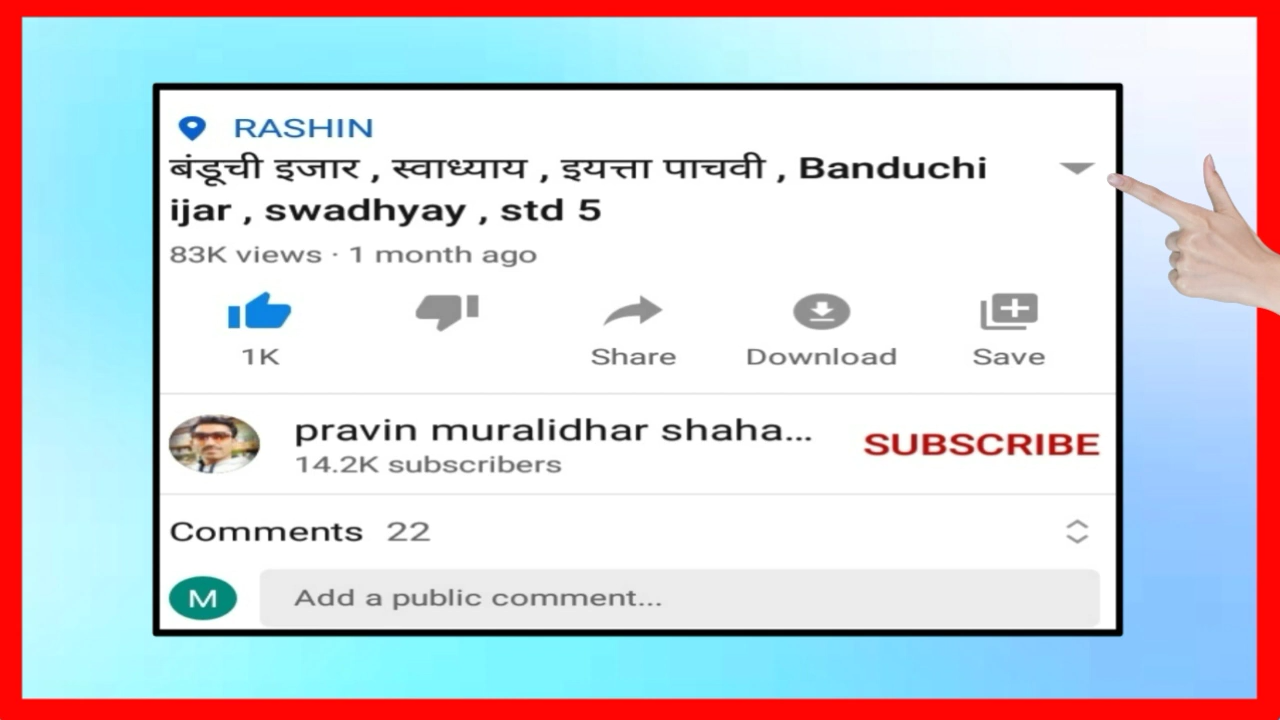 RASHIN
बंडूची इजार , स्वाध्याय , इयत्ता पाचवी , Banduchi
ijar , swadhyay , std 5
83K views · 1 month ago
1K
Share
Download
Save
pravin muralidhar shaha...
14.2K subscribers
SUBSCRIBE
Comments 22
M
Add a public comment...